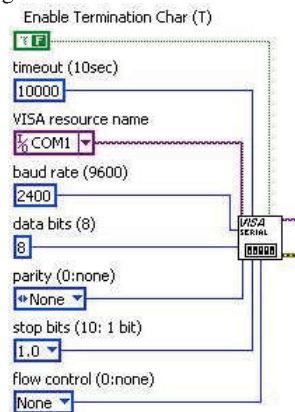 Enable Termination Char (T)
T F
timeout (10sec)
10000
VISA resource name
I/O COM1
baud rate (9600)
2400
VISA
SERIAL
data bits (8)
8
parity (0:none)
None
stop bits (10: 1 bit)
1.0
flow control (0:none)
None